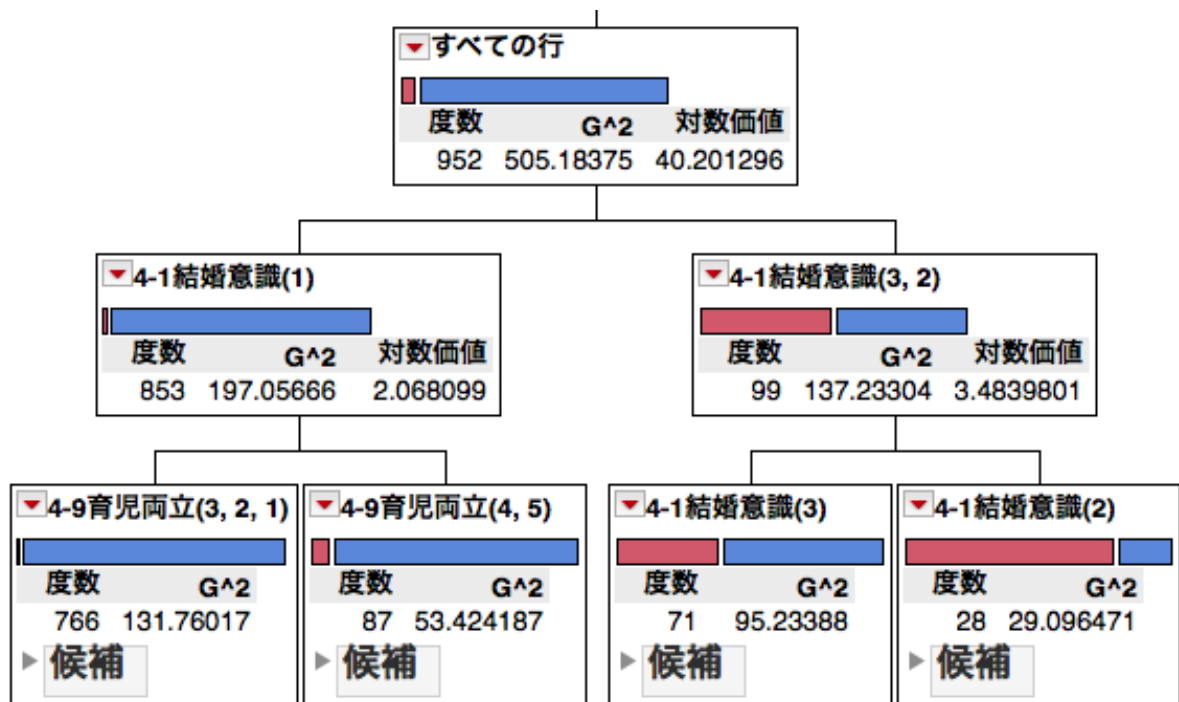 すべての行
度数 G^2 対数価値
952 505.18375 40.201296
4-1結婚意識(1)
度数 G^2 対数価値
853 197.05666 2.068099
4-1結婚意識(3, 2)
度数 G^2 対数価値
99 137.23304 3.4839801
4-9育児両立(3, 2, 1)
度数 G^2
766 131.76017
候補
4-9育児両立(4, 5)
度数 G^2
87 53.424187
候補
4-1結婚意識(3)
度数 G^2
71 95.23388
候補
4-1結婚意識(2)
度数 G^2
28 29.096471
候補